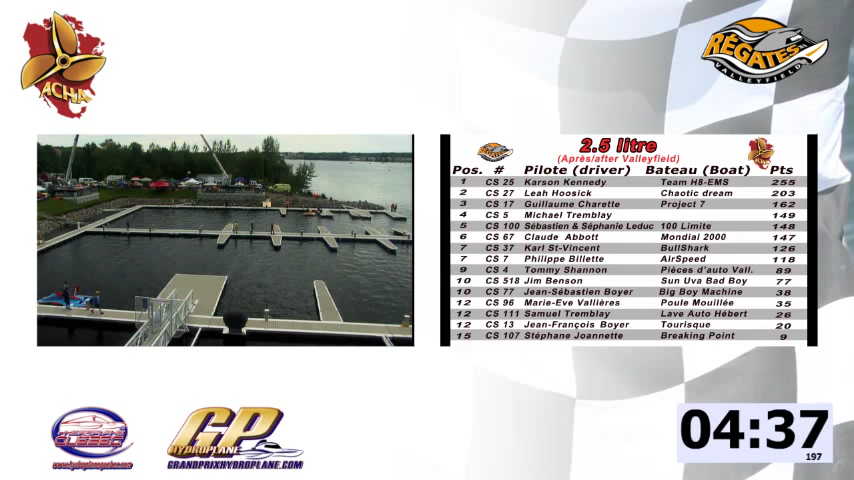 ACHA
RÉGATES
VALLEYFIELD
2.5 litre
(Après/after Valleyfield)
Pos. # Pilote (driver) Bateau (Boat) Pts
1 CS 25 Karson Kennedy Team H8-EMS 255
2 CS 27 Leah Hoosick Chaotic dream 203
3 CS 17 Guillaume Charette Project 7 162
4 CS 5 Michael Tremblay 149
5 CS 100 Sébastien & Séphanie Leduc 100 Limite 148
6 CS 67 Claude Abbott Mondial 2000 147
7 CS 37 Karl St-Vincent BullShark 126
7 CS 7 Philippe Billette AirSpeed 118
9 CS 4 Tommy Shannon Pièces d'auto Vall. 89
10 CS 518 Jim Benson Sun Uva Bad Boy 77
10 CS 77 Jean-Sébastien Boyer Big Boy Machine 38
12 CS 96 Marie-Eve Vallières Poule Mouillée 35
12 CS 111 Samuel Tremblay Lave Auto Hébert 26
12 CS 13 Jean-François Boyer Tourisque 20
15 CS 107 Stéphane Joannette Breaking Point 9
GP
HYDROPLANE
GRANDPRIXHYDROPLANE.COM
04:37
197